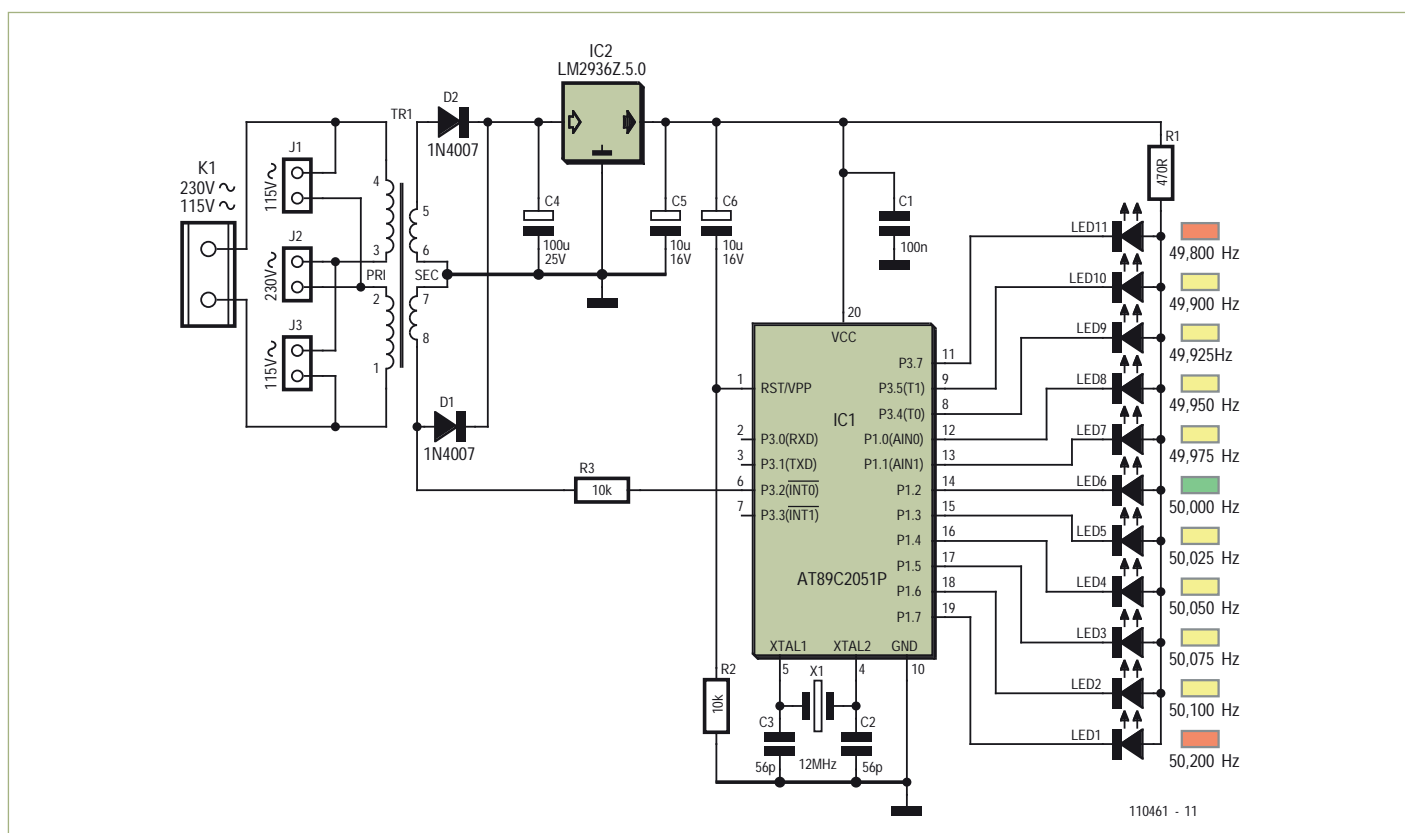 IC2
LM2936Z.5.0
D2
1N4007
TR1
K1
230V
115V
J1
115V
J2
230V
J3
115V
4
3
PRI
2
1
5
6
SEC
7
8
D1
1N4007
C4
100u
25V
C5
10u
16V
C6
10u
16V
C1
100n
R1
470R
R3
10k
R2
10k
20
VCC
1
RST/VPP
2
P3.0(RXD)
3
P3.1(TXD)
6
P3.2(INT0)
7
P3.3(INT1)
IC1
AT89C2051P
P3.7
11
P3.5(T1)
9
P3.4(T0)
8
P1.0(AIN0)
12
P1.1(AIN1)
13
P1.2
14
P1.3
15
P1.4
16
P1.5
17
P1.6
18
P1.7
19
XTAL1
XTAL2
GND
5
4
10
X1
12MHz
C3
56p
C2
56p
LED11
49,800 Hz
LED10
49,900 Hz
LED9
49,925Hz
LED8
49,950 Hz
LED7
49,975 Hz
LED6
50,000 Hz
LED5
50,025 Hz
LED4
50,050 Hz
LED3
50,075 Hz
LED2
50,100 Hz
LED1
50,200 Hz
110461 - 11